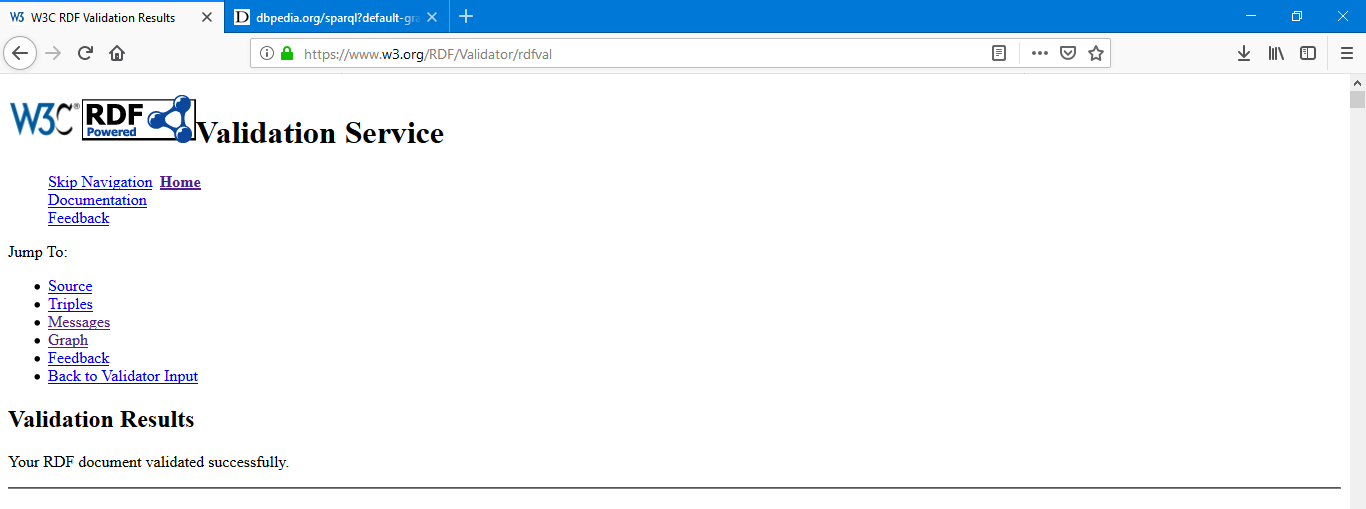 W3 W3C RDF Validation Results
D dbpedia.org/sparql?default-gra
https://www.w3.org/RDF/Validator/rdfval
W3C® RDF Powered Validation Service
Skip Navigation Home
Documentation
Feedback
Jump To:
Source
Triples
Messages
Graph
Feedback
Back to Validator Input
Validation Results
Your RDF document validated successfully.